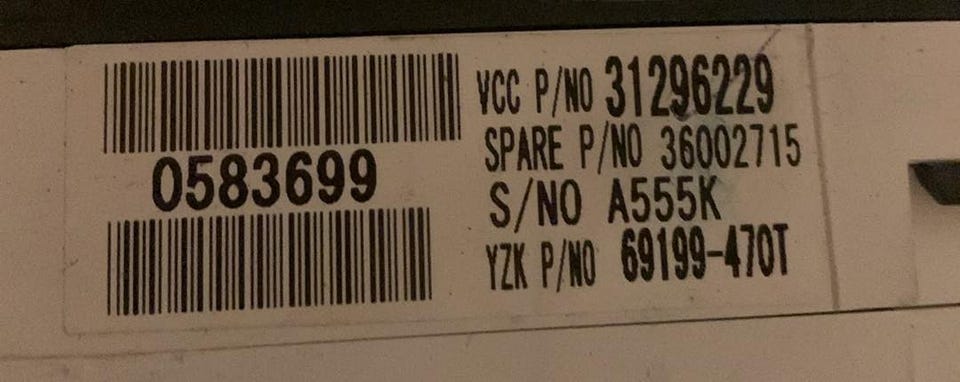 0583699
VCC P/NO 31296229
SPARE P/NO 36002715
S/NO A555K
YZK P/NO 69199-470T